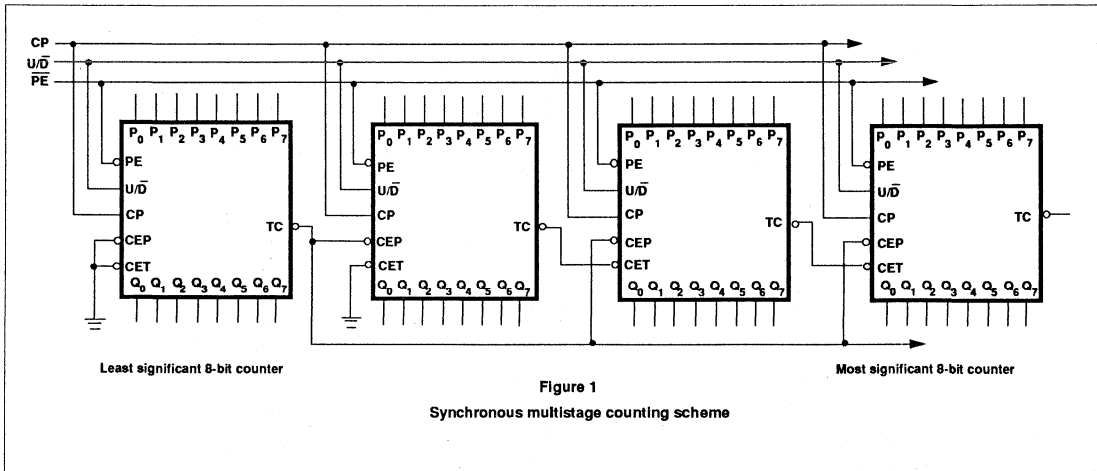 CP
U/D̅
P̅E̅
P0 P1 P2 P3 P4 P5 P6 P7
PE
U/D̅
CP
TC
CEP
CET
Q0 Q1 Q2 Q3 Q4 Q5 Q6 Q7
P0 P1 P2 P3 P4 P5 P6 P7
PE
U/D̅
CP
TC
CEP
CET
Q0 Q1 Q2 Q3 Q4 Q5 Q6 Q7
P0 P1 P2 P3 P4 P5 P6 P7
PE
U/D̅
CP
TC
CEP
CET
Q0 Q1 Q2 Q3 Q4 Q5 Q6 Q7
P0 P1 P2 P3 P4 P5 P6 P7
PE
U/D̅
CP
TC
CEP
CET
Q0 Q1 Q2 Q3 Q4 Q5 Q6 Q7
Least significant 8-bit counter
Most significant 8-bit counter
Figure 1
Synchronous multistage counting scheme